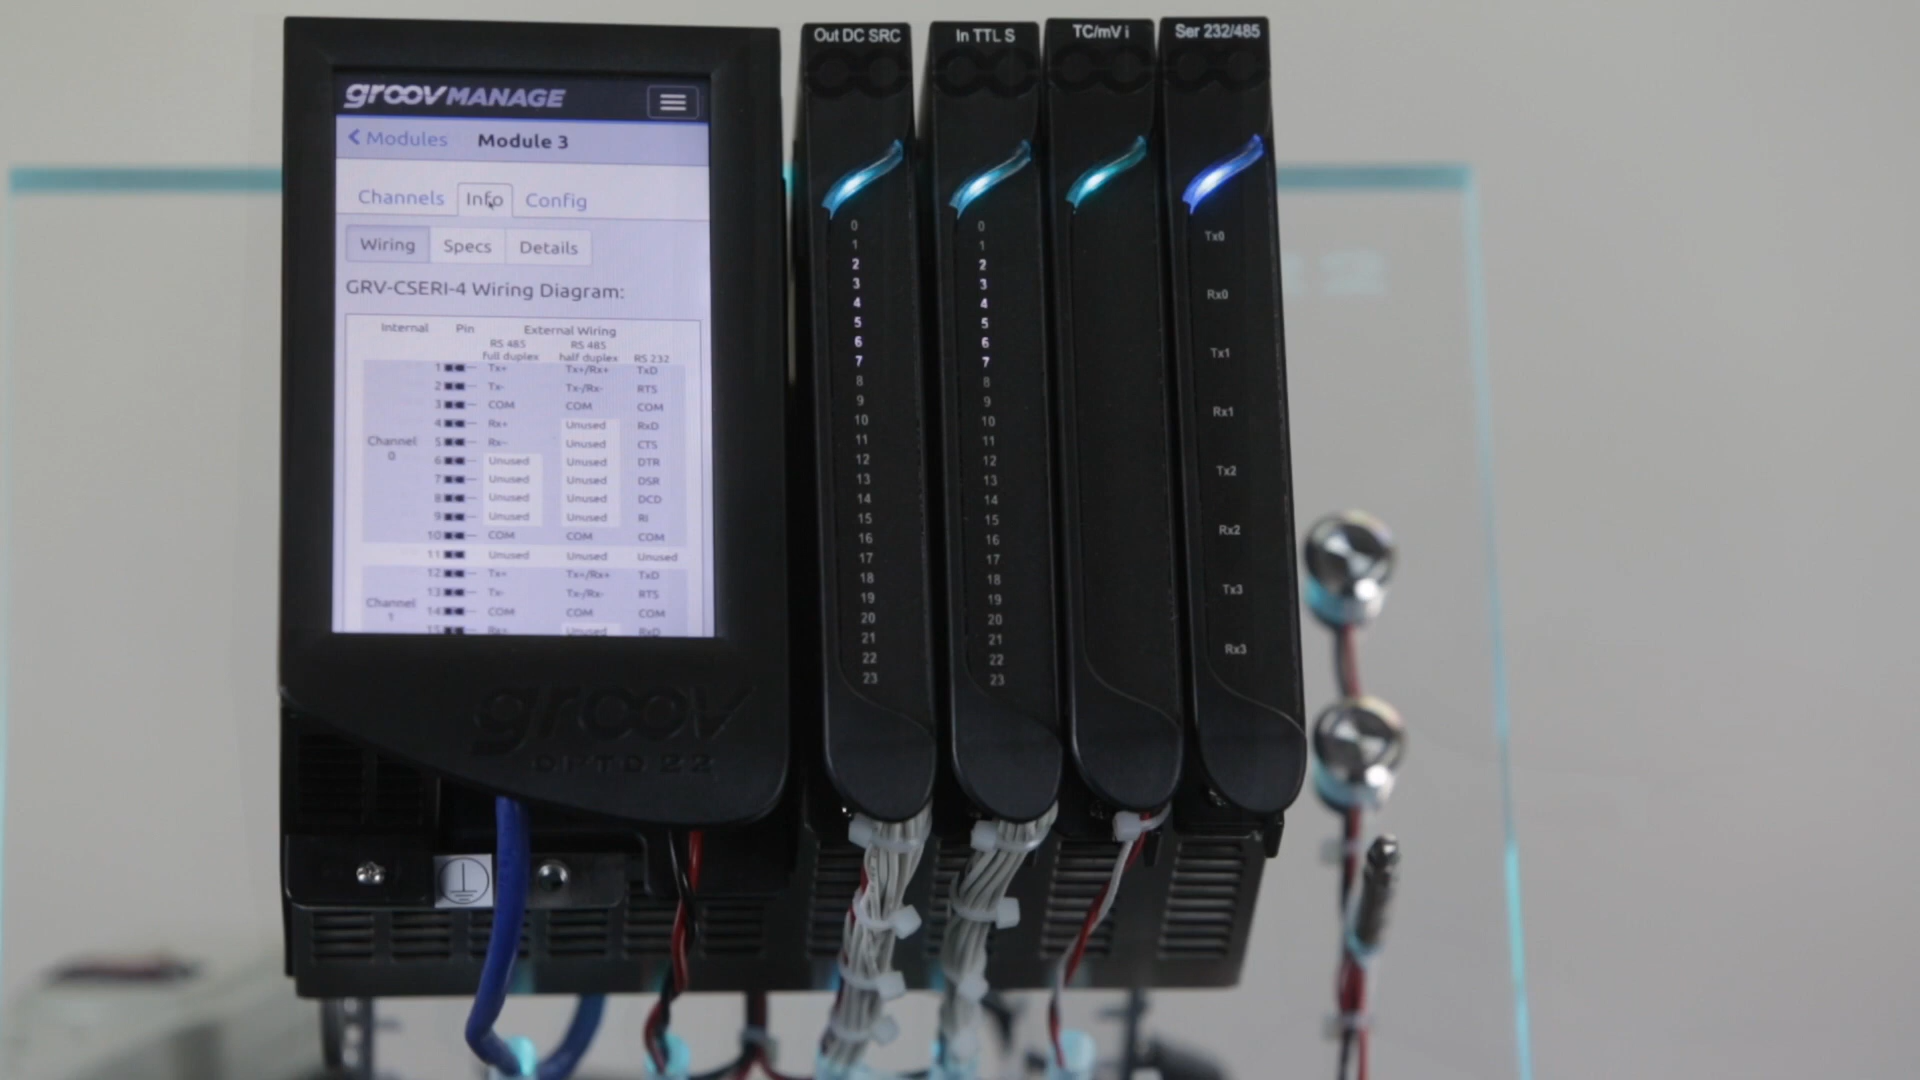 groov MANAGE
Modules Module 3
Channels Info Config
Wiring Specs Details
GRV-CSERI-4 Wiring Diagram:
Internal Pin External Wiring
RS 485 full duplex RS 485 half duplex RS 232
1 Tx+ Tx+/Rx+ TxD
2 Tx- Tx-/Rx- RTS
3 COM COM COM
4 Rx+ Unused RxD
5 Rx- Unused CTS
Channel 0
6 Unused Unused DTR
7 Unused Unused DSR
8 Unused Unused DCD
9 Unused Unused RI
10 COM COM COM
11 Unused Unused Unused
12 Tx+ Tx+/Rx+ TxD
13 Tx- Tx-/Rx- RTS
Channel 1
14 COM COM COM
15 Rx+ Unused RxD
groov
OPTO 22
Out DC SRC
0
1
2
3
4
5
6
7
8
9
10
11
12
13
14
15
16
17
18
19
20
21
22
23
In TTL S
0
1
2
3
4
5
6
7
8
9
10
11
12
13
14
15
16
17
18
19
20
21
22
23
TC/mV i
Ser 232/485
Tx0
Rx0
Tx1
Rx1
Tx2
Rx2
Tx3
Rx3
22